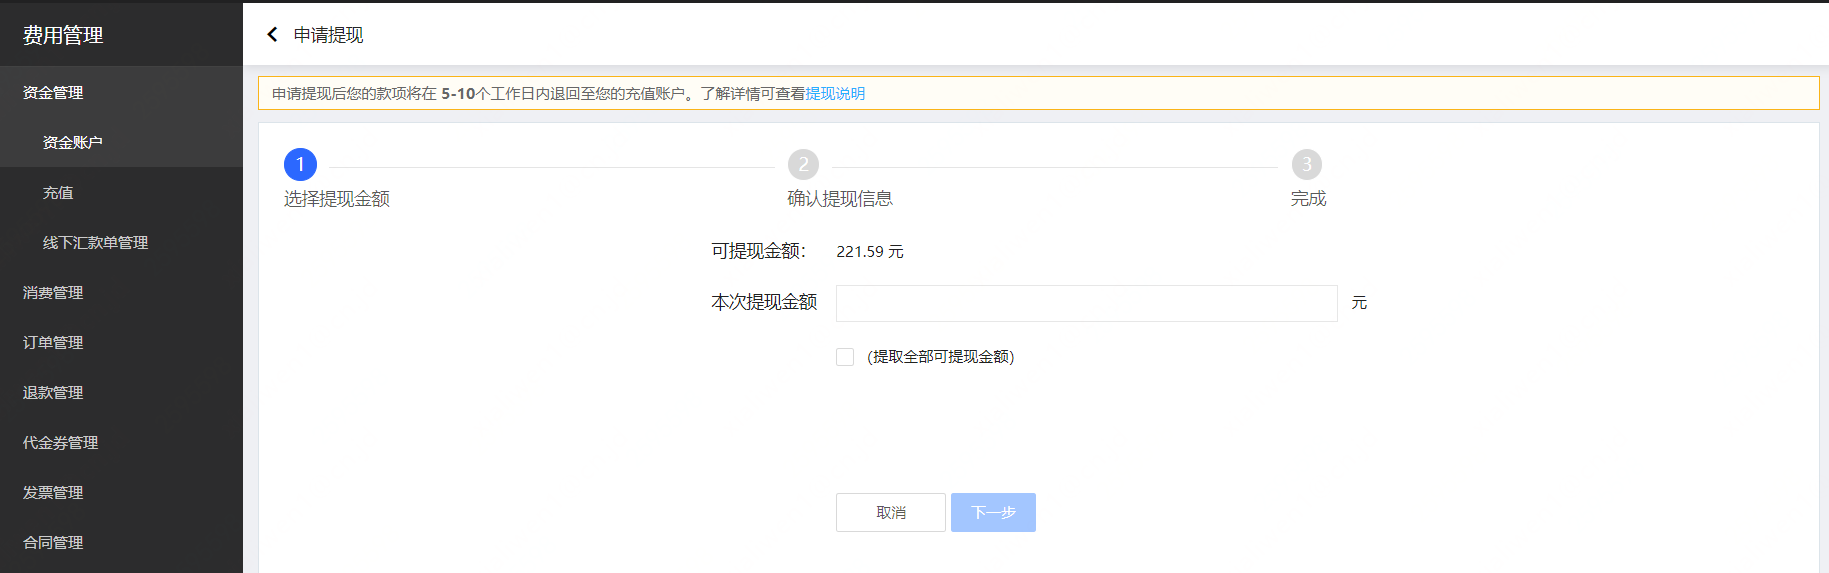 费用管理
申请提现
资金管理
资金账户
充值
线下汇款单管理
消费管理
订单管理
退款管理
代金券管理
发票管理
合同管理
申请提现后您的款项将在 5-10个工作日内退回至您的充值账户。了解详情可查看提现说明
1
2
3
选择提现金额
确认提现信息
完成
可提现金额： 221.59 元
本次提现金额 元
(提取全部可提现金额)
取消 下一步